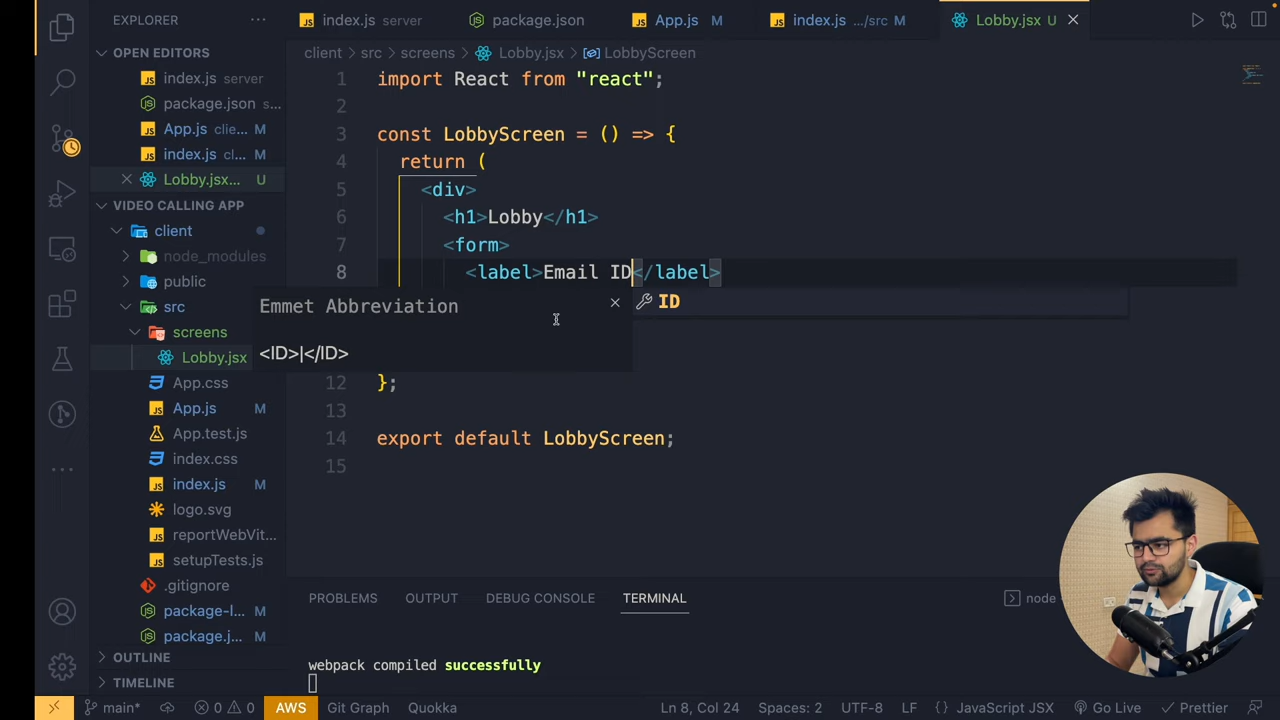 EXPLORER
index.js server
package.json
App.js M
index.js .../src M
Lobby.jsx U
OPEN EDITORS
index.js server
package.json s...
App.js clie... M
index.js cl... M
Lobby.jsx... U
VIDEO CALLING APP
client
node_modules
public
src
screens
Lobby.jsx
App.css
App.js M
App.test.js
index.css
index.js M
logo.svg
reportWebVit...
setupTests.js
.gitignore
package-l... M
package.j... M
OUTLINE
TIMELINE
client > src > screens > Lobby.jsx > LobbyScreen
1 import React from "react";
2
3 const LobbyScreen = () => {
4 return (
5 <div>
6 <h1>Lobby</h1>
7 <form>
8 <label>Email ID</label>
ID
Emmet Abbreviation
<ID>|</ID>
12 };
13
14 export default LobbyScreen;
15
PROBLEMS OUTPUT DEBUG CONSOLE TERMINAL
node
webpack compiled successfully
main* 0 0 AWS Git Graph Quokka Ln 8, Col 24 Spaces: 2 UTF-8 LF {} JavaScript JSX Go Live Prettier